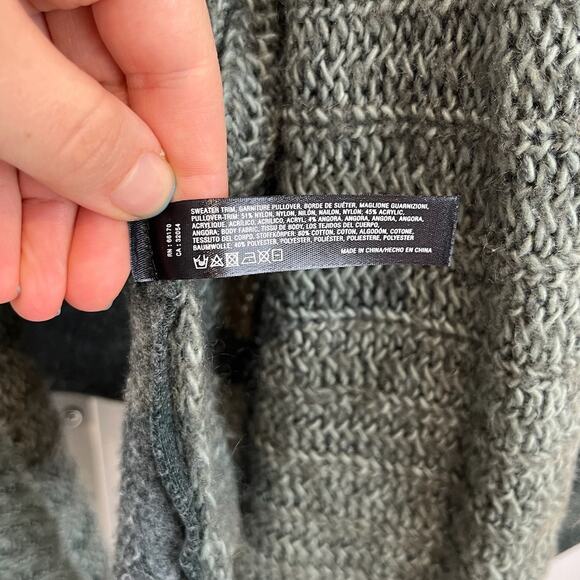 SWEATER TRIM, GARNITURE PULLOVER, BORDE DE SUÉTER, MAGLIONE GUARNIZIONI,
PULLOVER-TRIM: 51% NYLON, NYLON, NILÓN, NAILON, NYLON; 45% ACRYLIC,
ACRYLIQUE, ACRÍLICO, ACRILICO, ACRYL; 4% ANGORA, ANGORA, ANGORA, ANGORA,
ANGORA; BODY FABRIC, TISSU DE BODY, LOS TEJIDOS DEL CUERPO,
TESSUTO DEL CORPO, STOFFKÖRPER: 60% COTTON, COTON, ALGODÓN, COTONE,
BAUMWOLLE; 40% POLYESTER, POLYESTER, POLIÉSTER, POLIESTERE, POLYESTER
MADE IN CHINA/HECHO EN CHINA
RN : 66170
CA : 32054